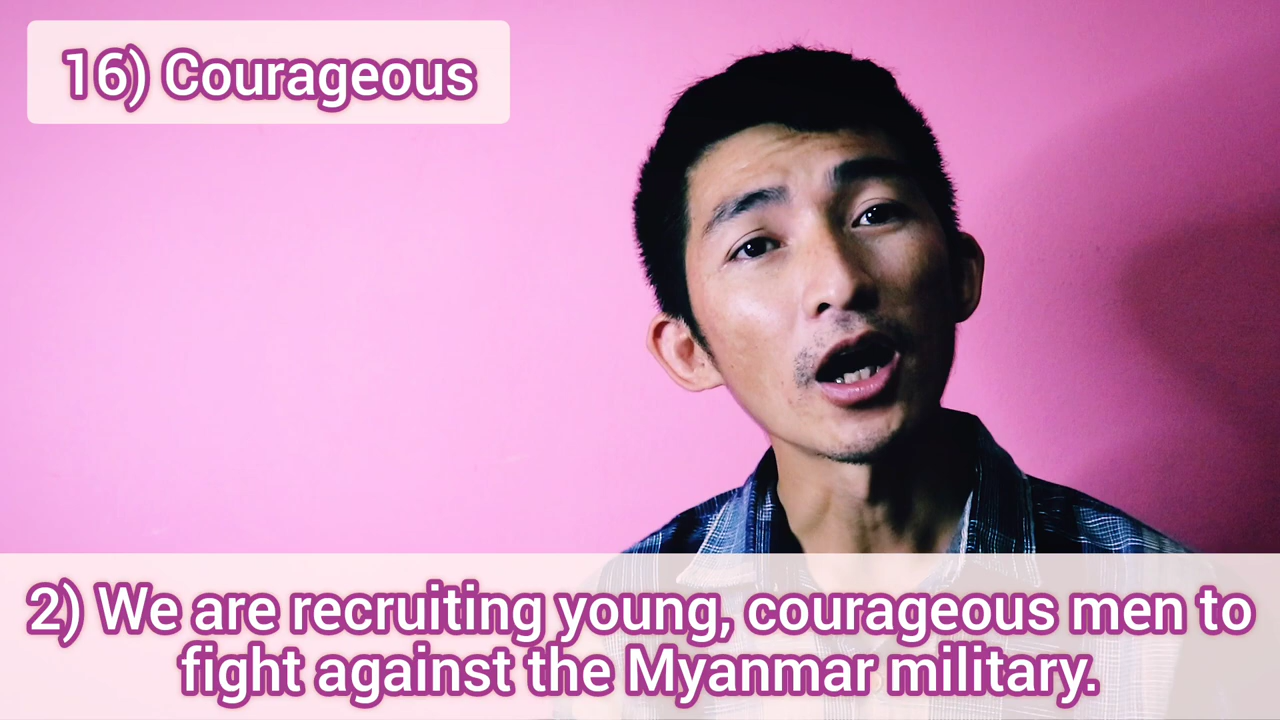 16) Courageous
2) We are recruiting young, courageous men to
fight against the Myanmar military.